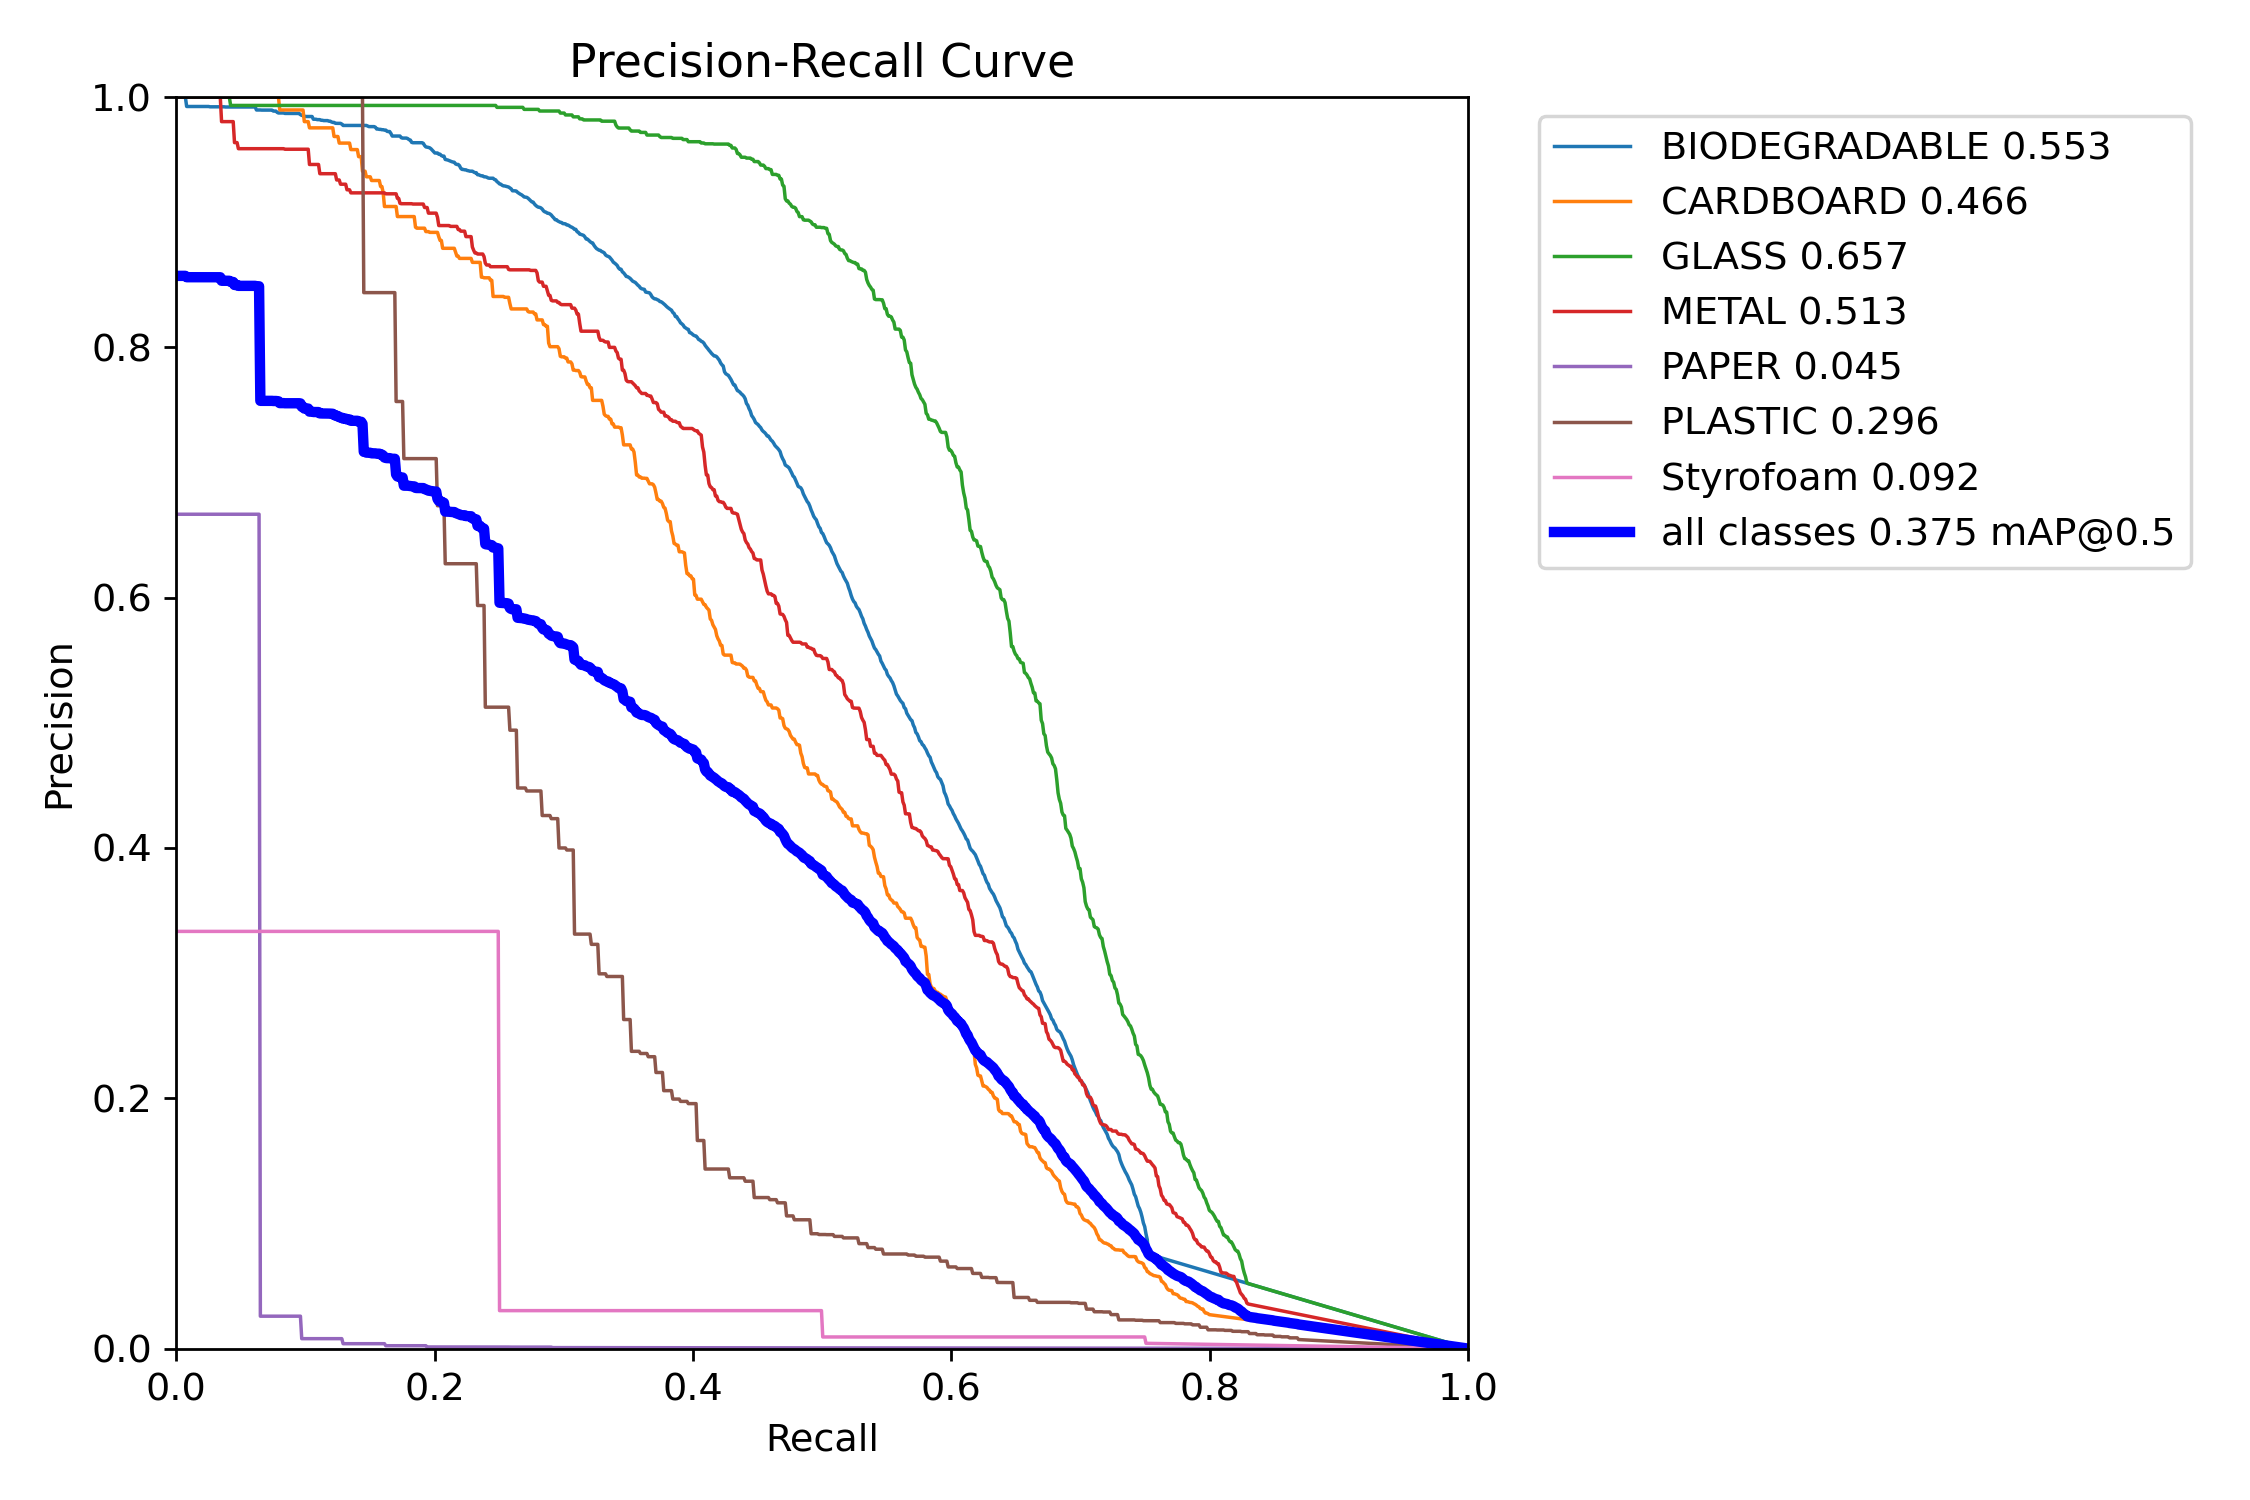 Precision-Recall Curve
1.0
0.8
0.6
0.4
0.2
0.0
Precision
0.0 0.2 0.4 0.6 0.8 1.0
Recall
BIODEGRADABLE 0.553
CARDBOARD 0.466
GLASS 0.657
METAL 0.513
PAPER 0.045
PLASTIC 0.296
Styrofoam 0.092
all classes 0.375 mAP@0.5